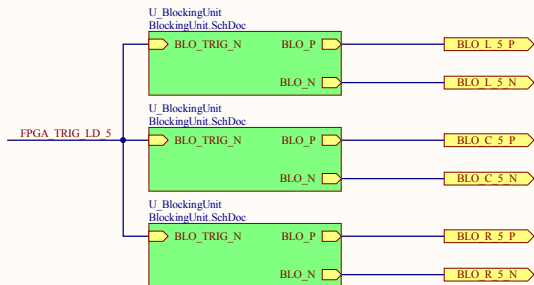 U_BlockingUnit
BlockingUnit.SchDoc
BLO_TRIG_N BLO_P BLO_L_5_P
BLO_N BLO_L_5_N
U_BlockingUnit
BlockingUnit.SchDoc
FPGA_TRIG_LD_5 BLO_TRIG_N BLO_P BLO_C_5_P
BLO_N BLO_C_5_N
U_BlockingUnit
BlockingUnit.SchDoc
BLO_TRIG_N BLO_P BLO_R_5_P
BLO_N BLO_R_5_N